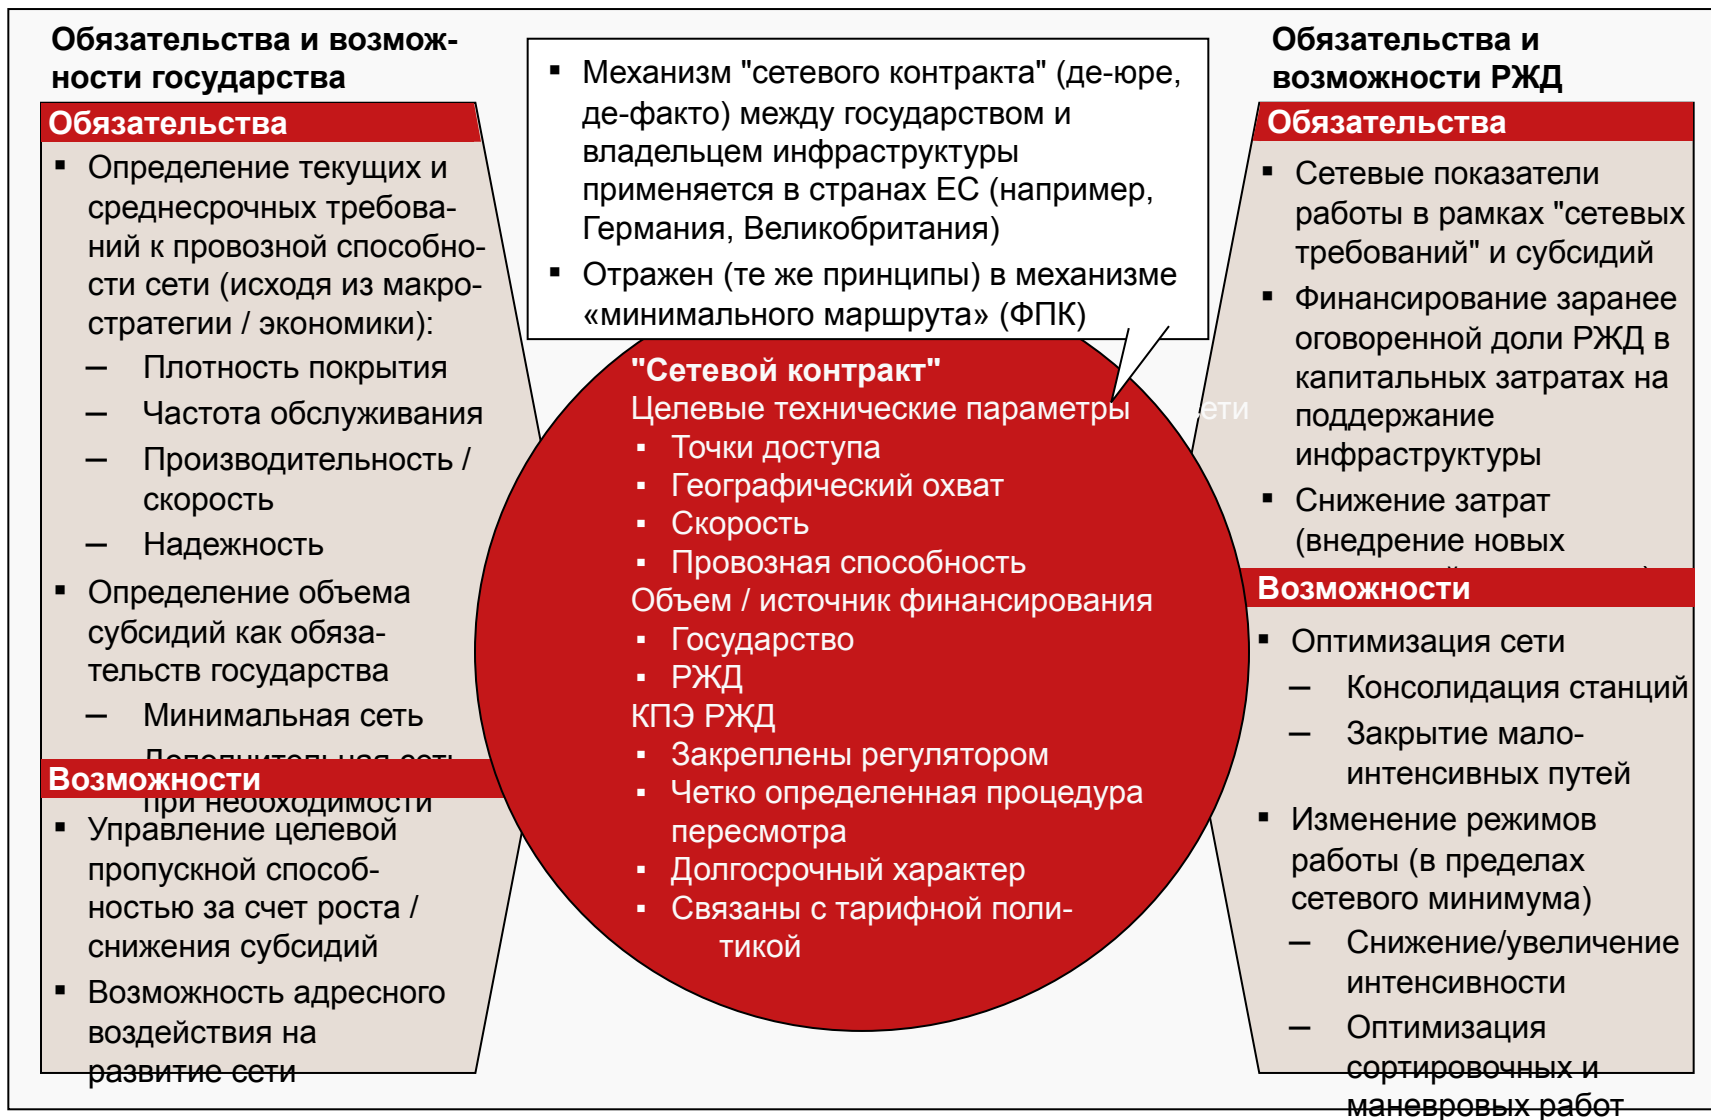 Обязательства и возмож-
ности государства
Обязательства
▪ Определение текущих и
среднесрочных требова-
ний к провозной способно-
сти сети (исходя из макро-
стратегии / экономики):
– Плотность покрытия
– Частота обслуживания
– Производительность /
скорость
– Надежность
▪ Определение объема
субсидий как обяза-
тельств государства
– Минимальная сеть
Дополнительная сеть
при необходимости
Возможности
▪ Управление целевой
пропускной способ-
ностью за счет роста /
снижения субсидий
▪ Возможность адресного
воздействия на
развитие сети
▪ Механизм "сетевого контракта" (де-юре,
де-факто) между государством и
владельцем инфраструктуры
применяется в странах ЕС (например,
Германия, Великобритания)
▪ Отражен (те же принципы) в механизме
«минимального маршрута» (ФПК)
"Сетевой контракт"
Целевые технические параметры сети
▪ Точки доступа
▪ Географический охват
▪ Скорость
▪ Провозная способность
Объем / источник финансирования
▪ Государство
▪ РЖД
КПЭ РЖД
▪ Закреплены регулятором
▪ Четко определенная процедура
пересмотра
▪ Долгосрочный характер
▪ Связаны с тарифной поли-
тикой
Обязательства и
возможности РЖД
Обязательства
▪ Сетевые показатели
работы в рамках "сетевых
требований" и субсидий
▪ Финансирование заранее
оговоренной доли РЖД в
капитальных затратах на
поддержание
инфраструктуры
▪ Снижение затрат
(внедрение новых
Возможности
▪ Оптимизация сети
– Консолидация станций
– Закрытие мало-
интенсивных путей
▪ Изменение режимов
работы (в пределах
сетевого минимума)
– Снижение/увеличение
интенсивности
– Оптимизация
сортировочных и
маневровых работ